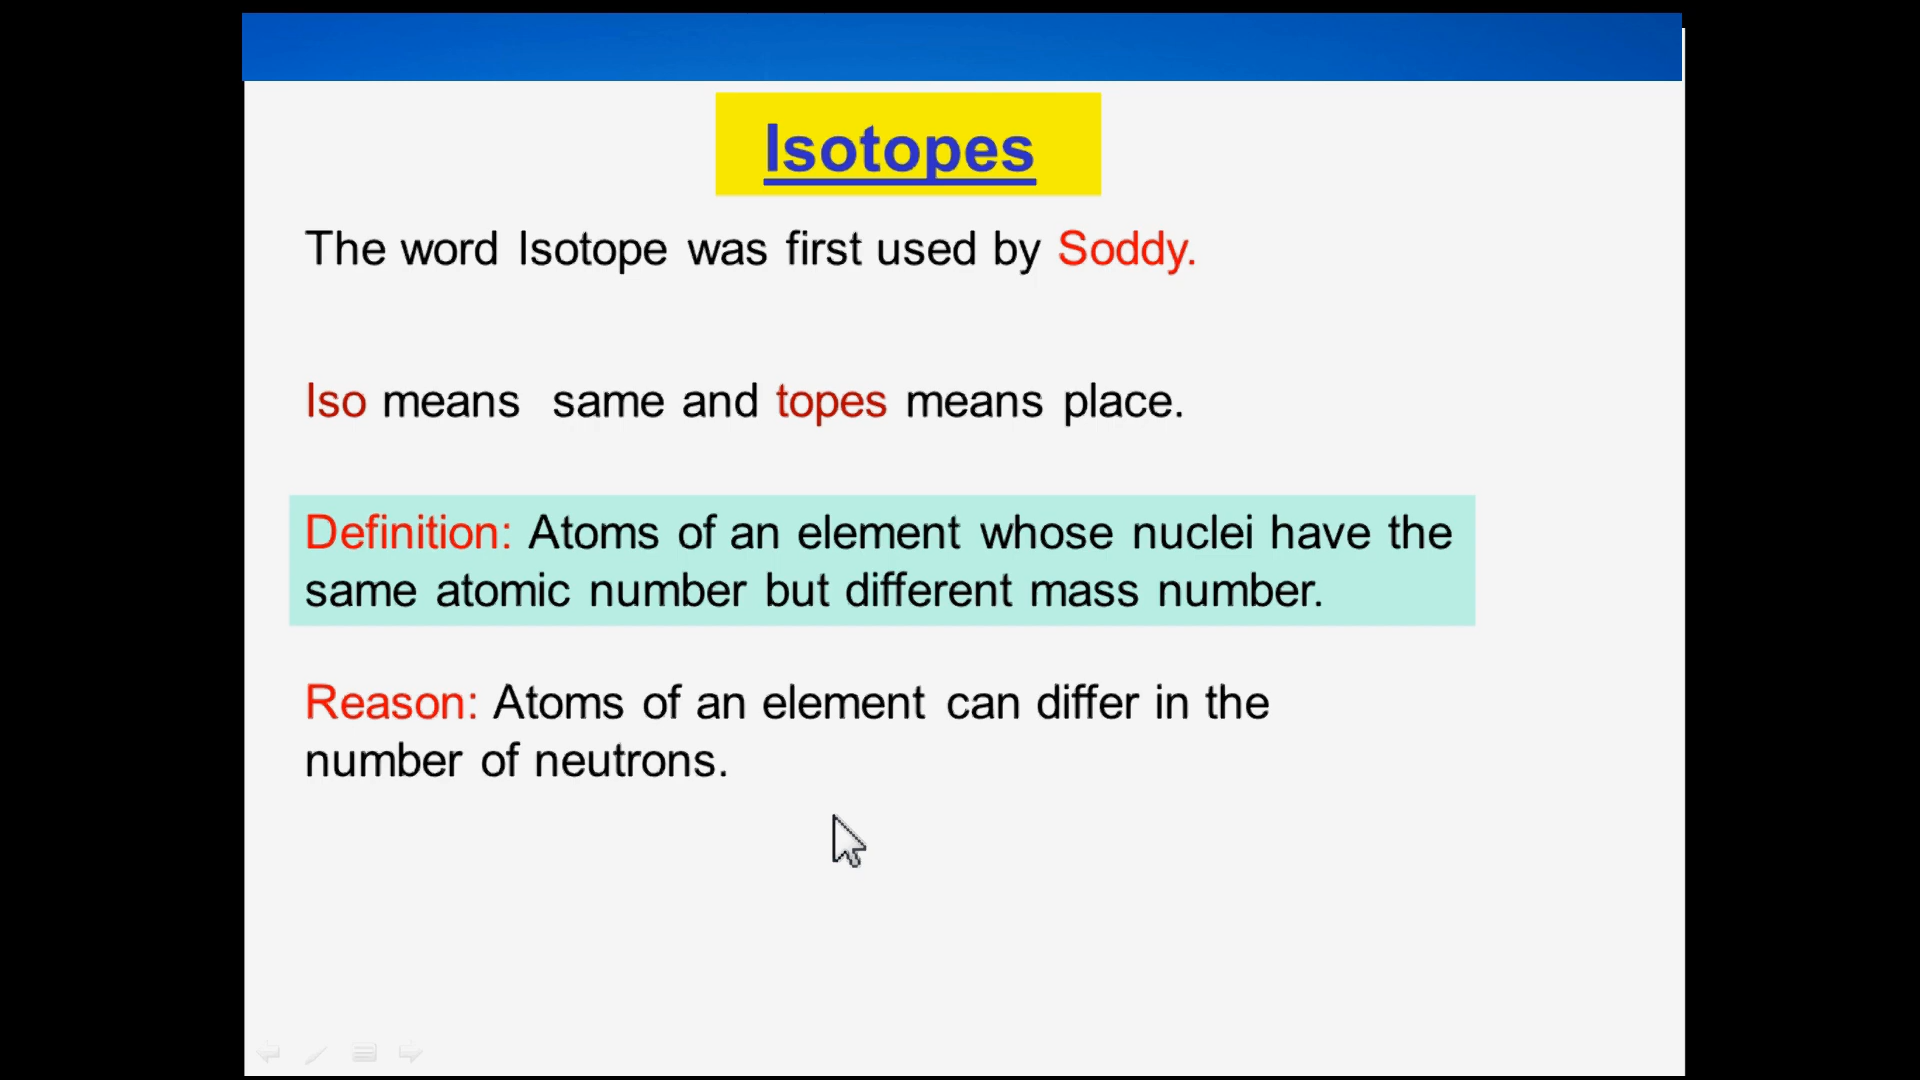 Isotopes
The word Isotope was first used by Soddy.
Iso means same and topes means place.
Definition: Atoms of an element whose nuclei have the
same atomic number but different mass number.
Reason: Atoms of an element can differ in the
number of neutrons.